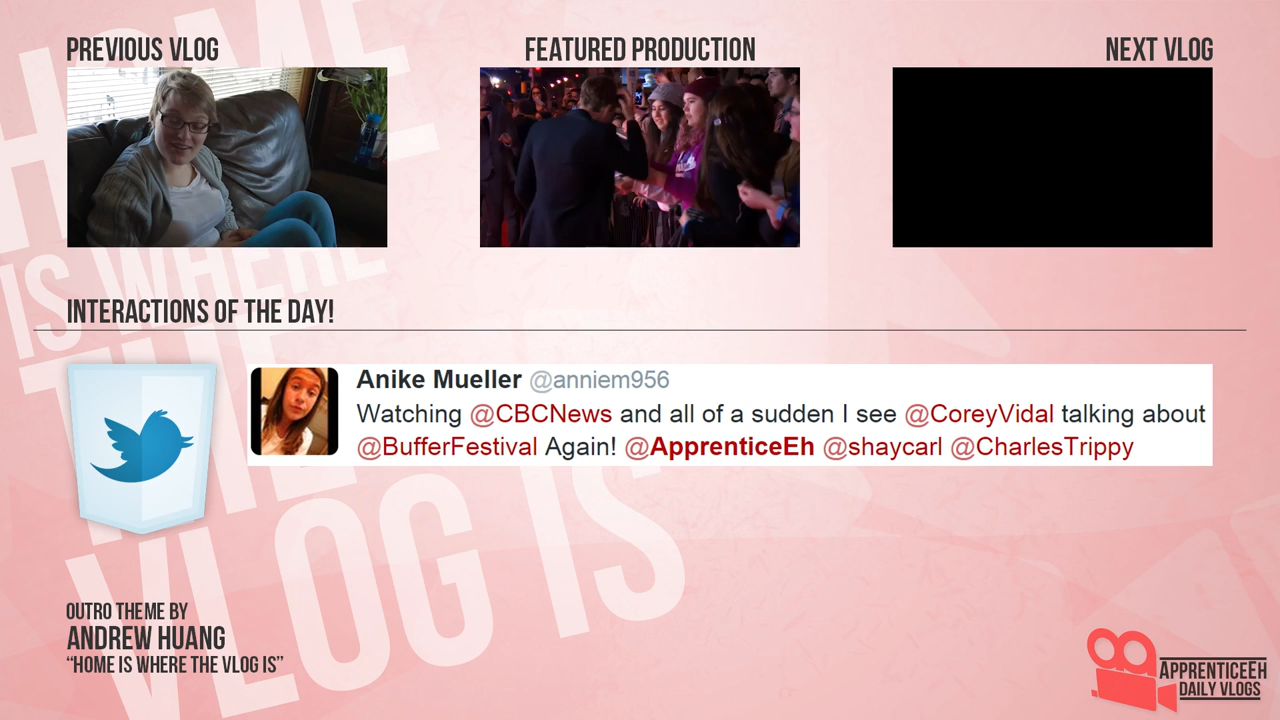 PREVIOUS VLOG
FEATURED PRODUCTION
NEXT VLOG
INTERACTIONS OF THE DAY!
Anike Mueller @anniem956
Watching @CBCNews and all of a sudden I see @CoreyVidal talking about
@BufferFestival Again! @ApprenticeEh @shaycarl @CharlesTrippy
HOME
IS WHERE
THE
VLOG IS
OUTRO THEME BY
ANDREW HUANG
“HOME IS WHERE THE VLOG IS”
APPRENTICEEH
DAILY VLOGS